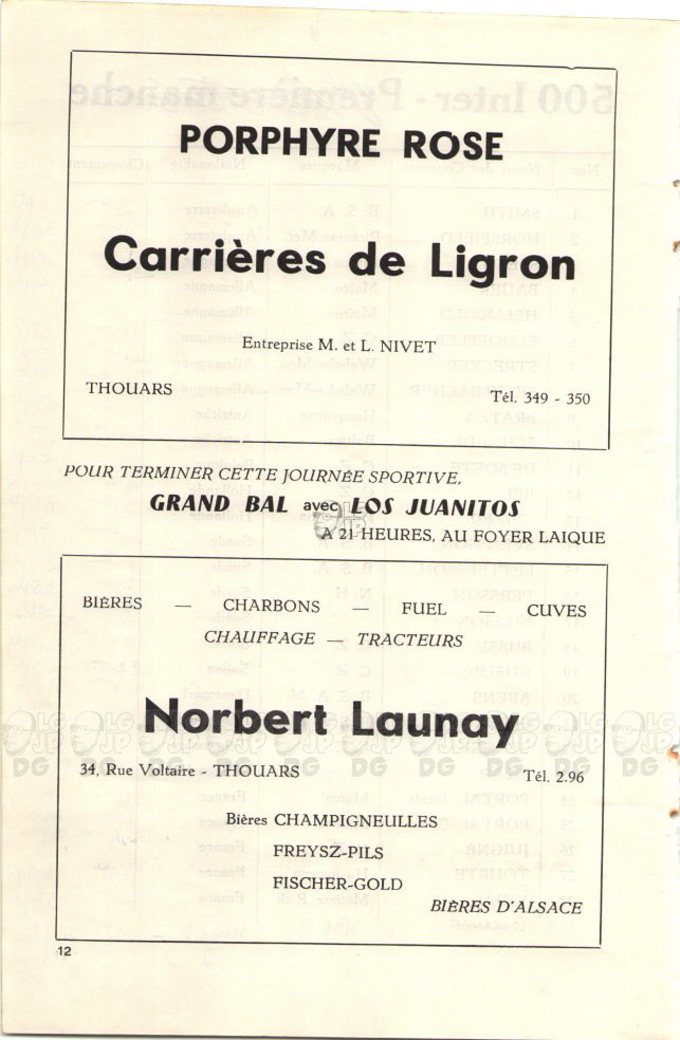 PORPHYRE ROSE
Carrières de Ligron
Entreprise M. et L. NIVET
THOUARS Tél. 349 - 350
POUR TERMINER CETTE JOURNÉE SPORTIVE,
GRAND BAL avec LOS JUANITOS
A 21 HEURES, AU FOYER LAIQUE
BIÈRES — CHARBONS — FUEL — CUVES
CHAUFFAGE — TRACTEURS
Norbert Launay
34, Rue Voltaire - THOUARS Tél. 2.96
Bières CHAMPIGNEULLES
FREYSZ-PILS
FISCHER-GOLD
BIÈRES D'ALSACE
12